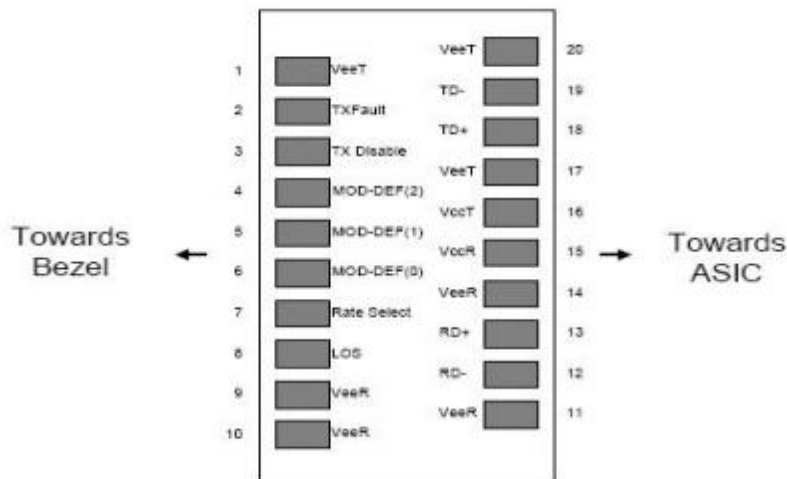 VeeT 20
1 VeeT
TD- 19
2 TXFault
TD+ 18
3 TX Disable
VeeT 17
4 MOD-DEF(2)
VccT 16
5 MOD-DEF(1)
VccR 15
6 MOD-DEF(0)
VeeR 14
7 Rate Select
RD+ 13
8 LOS
RD- 12
9 VeeR
VeeR 11
10 VeeR
Towards
Bezel
Towards
ASIC